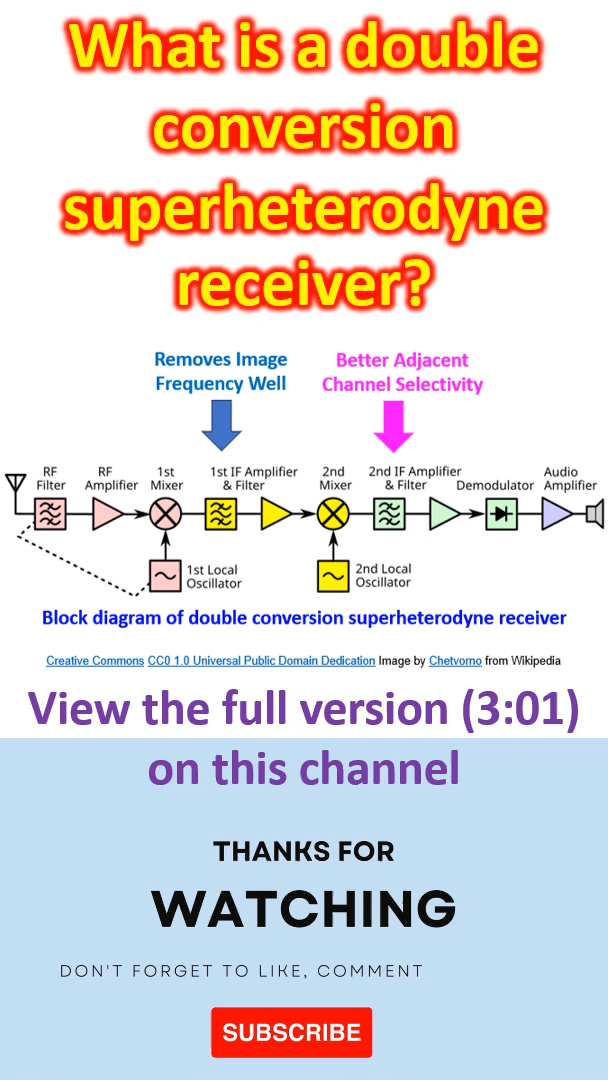 What is a double
conversion
superheterodyne
receiver?
Removes Image
Frequency Well
Better Adjacent
Channel Selectivity
RF
Filter
RF
Amplifier
1st
Mixer
1st IF Amplifier
& Filter
2nd
Mixer
2nd IF Amplifier
& Filter
Demodulator
Audio
Amplifier
1st Local
Oscillator
2nd Local
Oscillator
Block diagram of double conversion superheterodyne receiver
Creative Commons CC0 1.0 Universal Public Domain Dedication Image by Chetvorno from Wikipedia
View the full version (3:01)
on this channel
THANKS FOR
WATCHING
DON'T FORGET TO LIKE, COMMENT
SUBSCRIBE